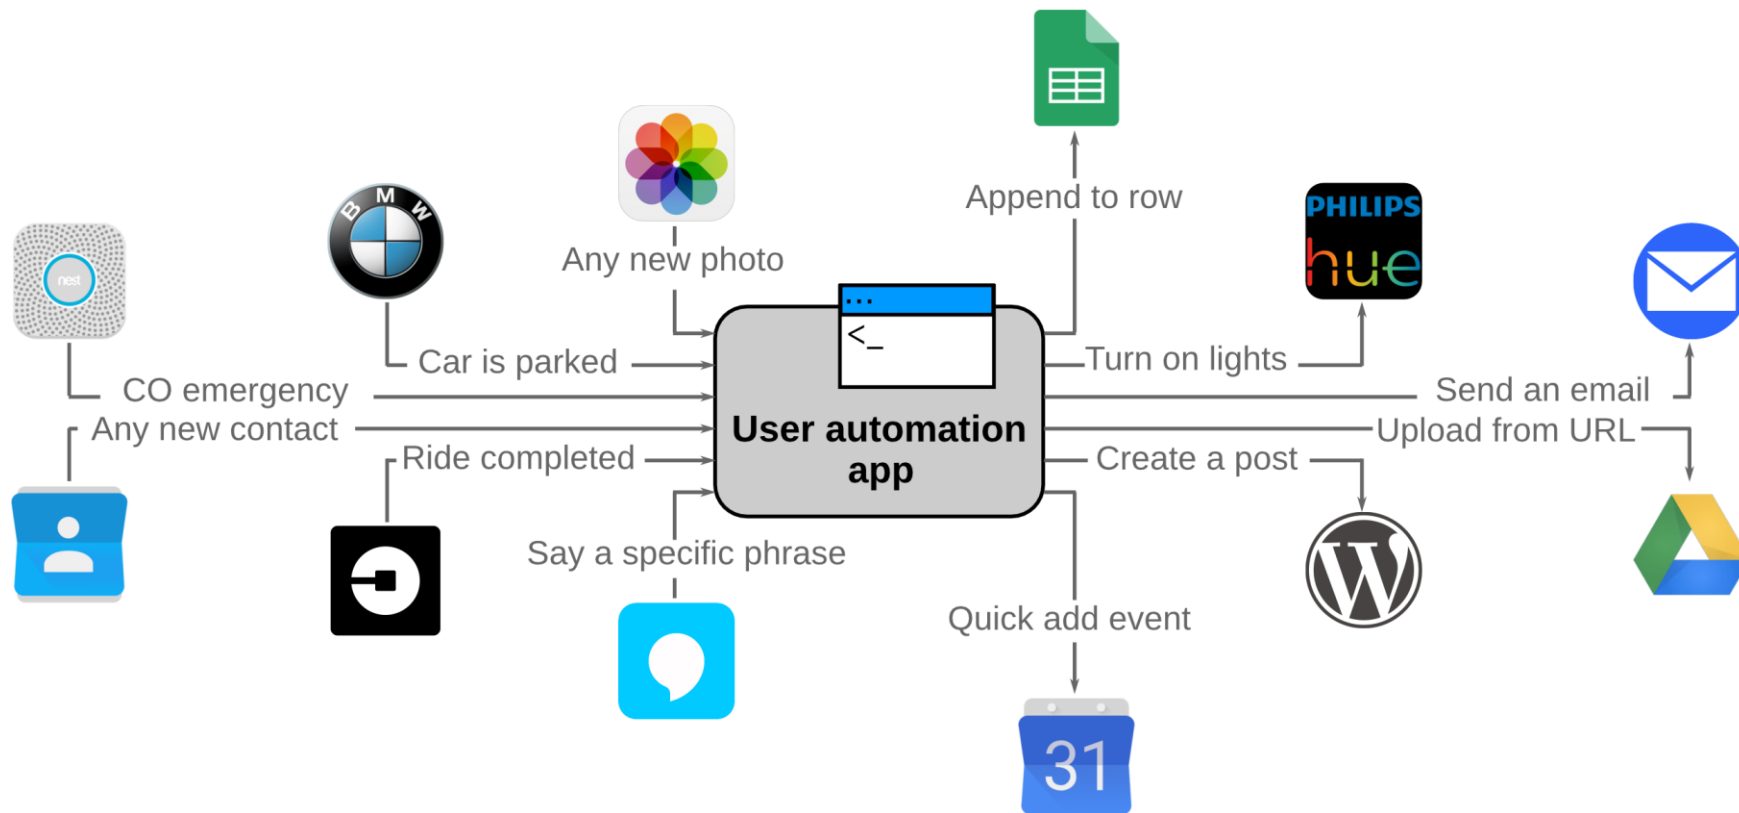 Append to row
BMW
PHILIPS
hue
nest
Any new photo
...
<_
Car is parked
Turn on lights
CO emergency
Send an email
Any new contact
User automation
app
Upload from URL
Ride completed
Create a post
Say a specific phrase
W
Quick add event
31